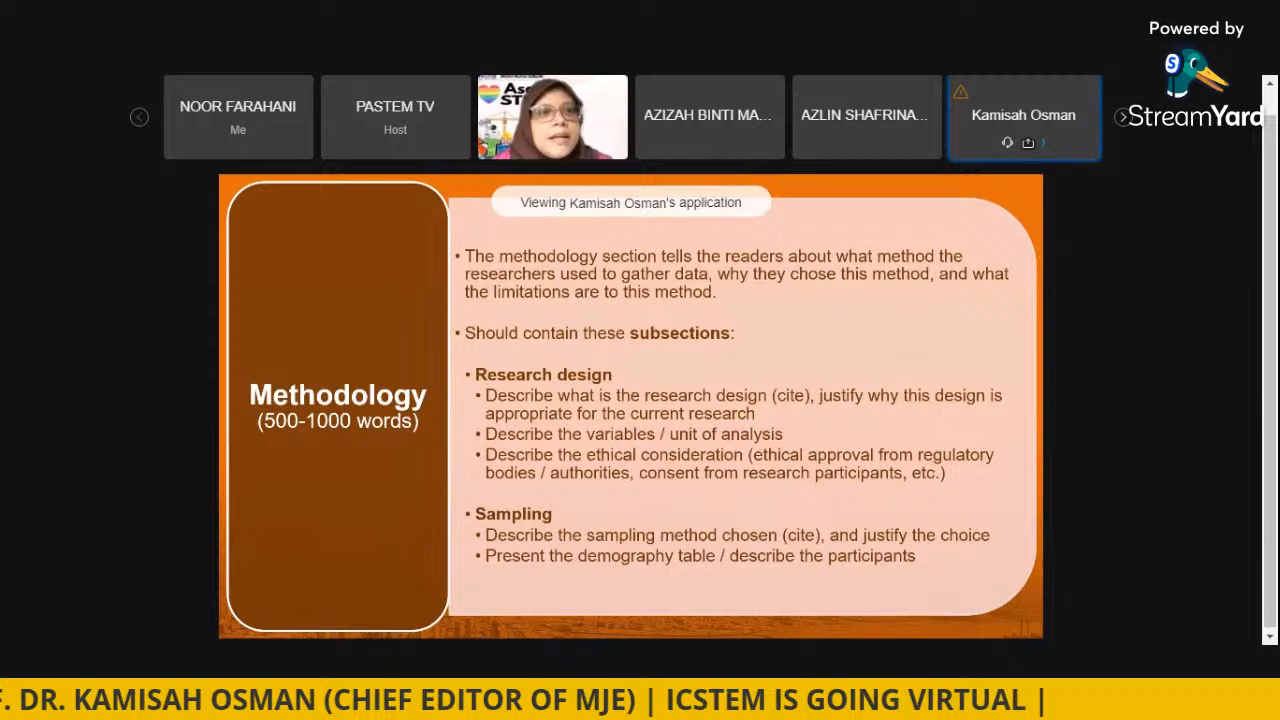 Powered by
StreamYard
NOOR FARAHANI
Me
PASTEM TV
Host
AZIZAH BINTI MA...
AZLIN SHAFRINA...
Kamisah Osman
Viewing Kamisah Osman's application
Methodology
(500-1000 words)
• The methodology section tells the readers about what method the
researchers used to gather data, why they chose this method, and what
the limitations are to this method.
• Should contain these subsections:
• Research design
• Describe what is the research design (cite), justify why this design is
appropriate for the current research
• Describe the variables / unit of analysis
• Describe the ethical consideration (ethical approval from regulatory
bodies / authorities, consent from research participants, etc.)
• Sampling
• Describe the sampling method chosen (cite), and justify the choice
• Present the demography table / describe the participants
. DR. KAMISAH OSMAN (CHIEF EDITOR OF MJE) | ICSTEM IS GOING VIRTUAL |